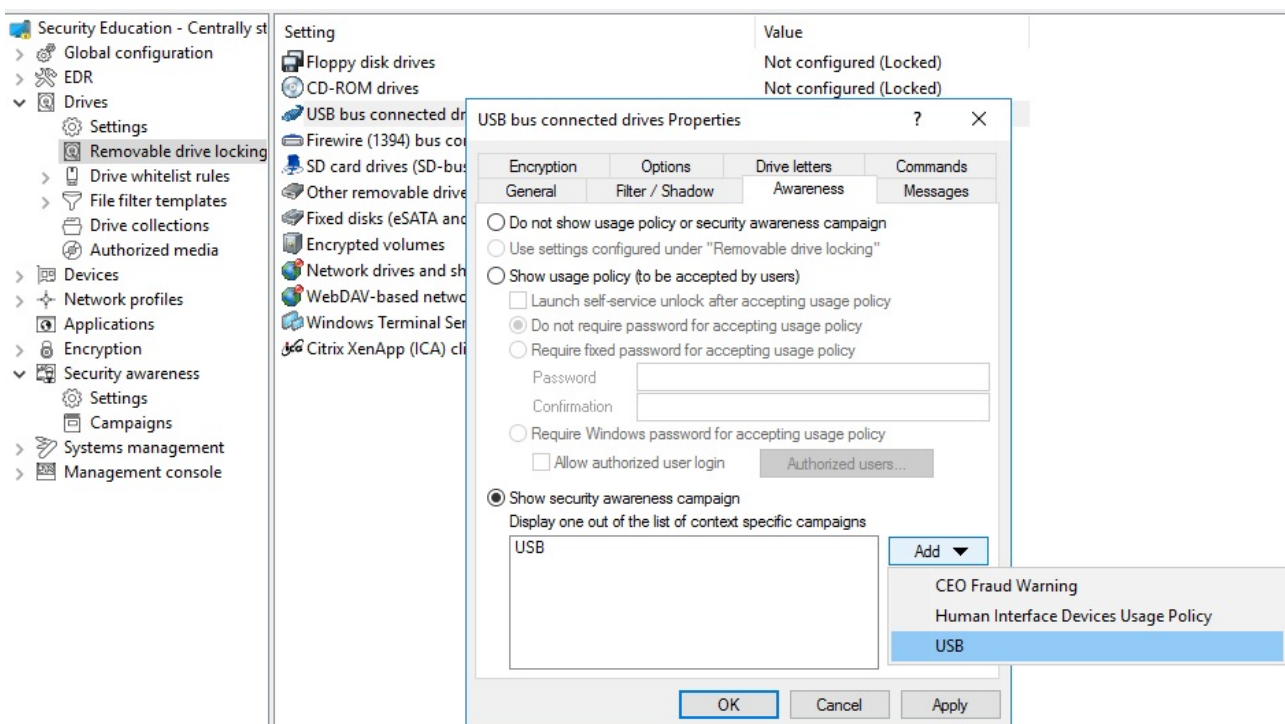 Security Education - Centrally st
Global configuration
EDR
Drives
Settings
Removable drive locking
Drive whitelist rules
File filter templates
Drive collections
Authorized media
Devices
Network profiles
Applications
Encryption
Security awareness
Settings
Campaigns
Systems management
Management console
Setting Value
Floppy disk drives Not configured (Locked)
CD-ROM drives Not configured (Locked)
USB bus connected dr
Firewire (1394) bus co
SD card drives (SD-bus
Other removable drive
Fixed disks (eSATA and
Encrypted volumes
Network drives and sh
WebDAV-based netwo
Windows Terminal Ser
Citrix XenApp (ICA) cli
USB bus connected drives Properties ?
Encryption Options Drive letters Commands
General Filter / Shadow Awareness Messages
Do not show usage policy or security awareness campaign
Use settings configured under "Removable drive locking"
Show usage policy (to be accepted by users)
Launch self-service unlock after accepting usage policy
Do not require password for accepting usage policy
Require fixed password for accepting usage policy
Password
Confirmation
Require Windows password for accepting usage policy
Allow authorized user login Authorized users...
Show security awareness campaign
Display one out of the list of context specific campaigns
USB
Add
CEO Fraud Warning
Human Interface Devices Usage Policy
USB
OK Cancel Apply